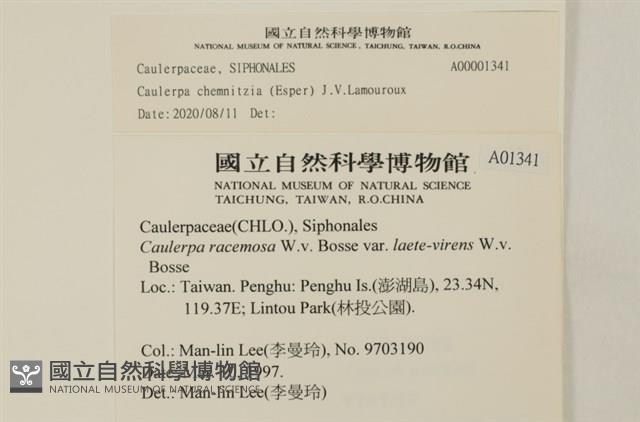 國立自然科學博物館
NATIONAL MUSEUM OF NATURAL SCIENCE, TAICHUNG, TAIWAN, R.O.CHINA
Caulerpaceae, SIPHONALES A00001341
Caulerpa chemnitzia (Esper) J.V.Lamouroux
Date:2020/08/11 Det:
國立自然科學博物館 A01341
NATIONAL MUSEUM OF NATURAL SCIENCE
TAICHUNG, TAIWAN, R.O.CHINA
Caulerpaceae(CHLO.), Siphonales
Caulerpa racemosa W.v. Bosse var. laete-virens W.v.
Bosse
Loc.: Taiwan. Penghu: Penghu Is.(澎湖島), 23.34N,
119.37E; Lintou Park(林投公園).
Col.: Man-lin Lee(李曼玲), No. 9703190
1997.
Det.: Man-lin Lee(李曼玲)
國立自然科學博物館
NATIONAL MUSEUM OF NATURAL SCIENCE